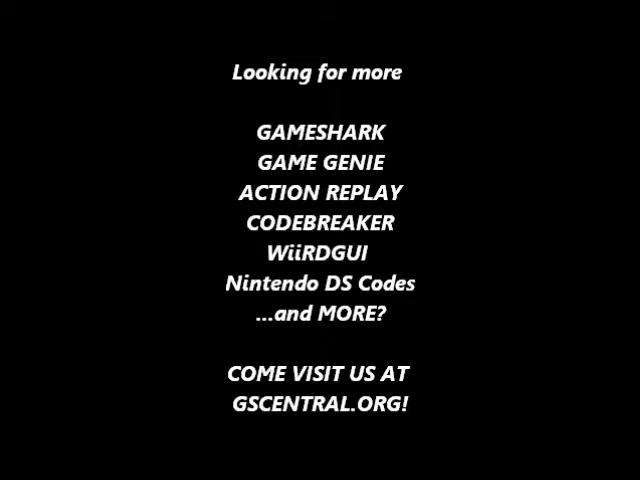 Looking for more
GAMESHARK
GAME GENIE
ACTION REPLAY
CODEBREAKER
WiiRDGUI
Nintendo DS Codes
...and MORE?
COME VISIT US AT
GSCENTRAL.ORG!